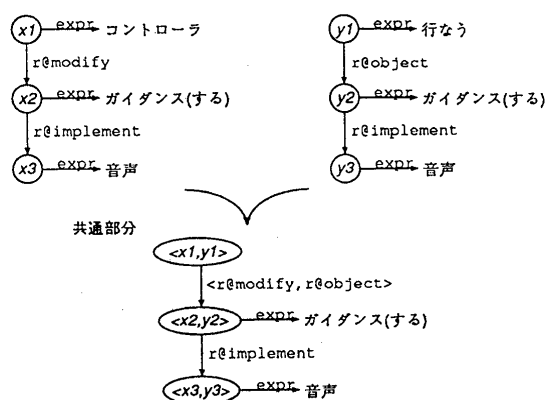 x1 expr コントローラ
r@modify
x2 expr ガイダンス(する)
r@implement
x3 expr 音声
y1 expr 行なう
r@object
y2 expr ガイダンス(する)
r@implement
y3 expr 音声
共通部分
<x1,y1>
<r@modify,r@object>
<x2,y2> expr ガイダンス(する)
r@implement
<x3,y3> expr 音声